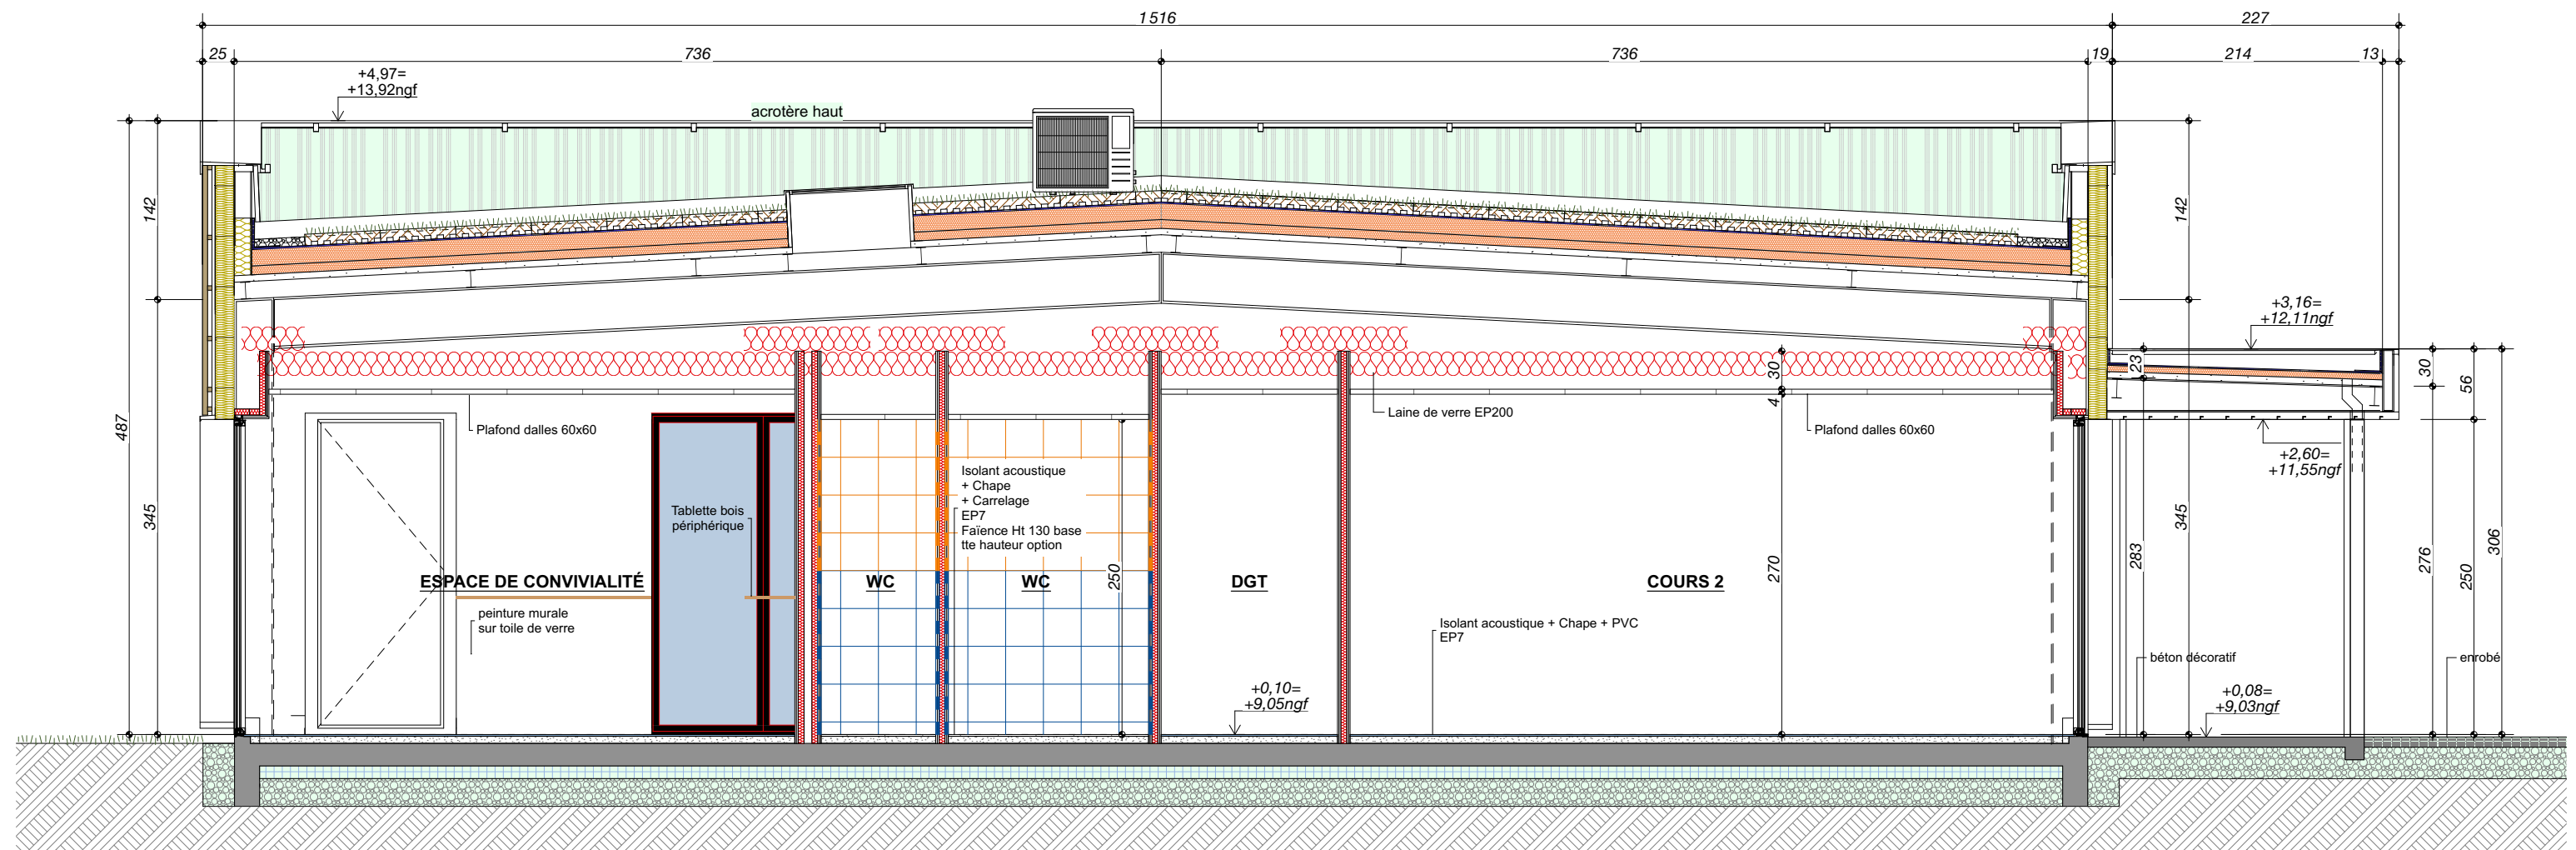 1516
227
25
736
736
19
214
13
+4,97=
+13,92ngf
acrotère haut
142
142
+3,16=
+12,11ngf
487
345
30
4
23
30
56
Plafond dalles 60x60
Laine de verre EP200
Plafond dalles 60x60
+2,60=
+11,55ngf
Isolant acoustique
+ Chape
+ Carrelage
EP7
Faïence Ht 130 base
tte hauteur option
Tablette bois
périphérique
250
270
283
345
276
250
306
ESPACE DE CONVIVIALITÉ
WC
WC
DGT
COURS 2
peinture murale
sur toile de verre
Isolant acoustique + Chape + PVC
EP7
béton décoratif
enrobé
+0,10=
+9,05ngf
+0,08=
+9,03ngf